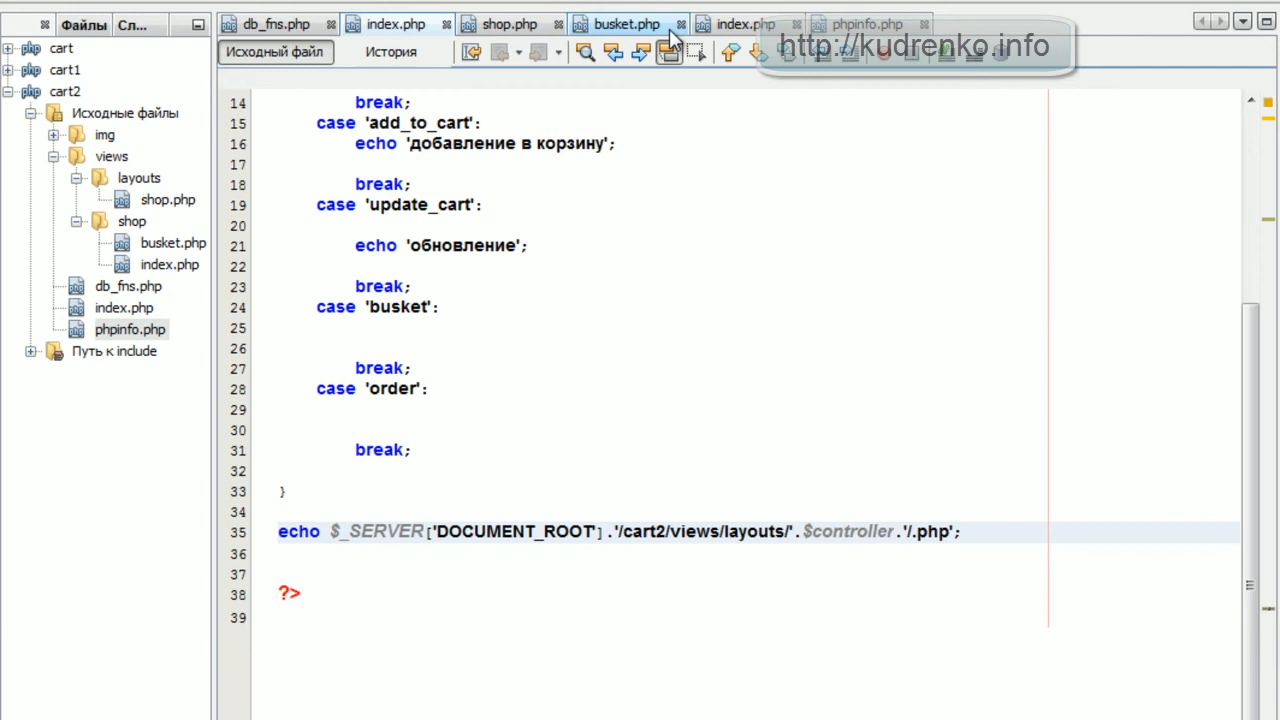 Файлы
Сл...
cart
cart1
cart2
Исходные файлы
img
views
layouts
shop.php
shop
busket.php
index.php
db_fns.php
index.php
phpinfo.php
Путь к include
db_fns.php
index.php
shop.php
busket.php
index.php
phpinfo.php
http://kudrenko.info
Исходный файл
История
14 break;
15 case 'add_to_cart':
16 echo 'добавление в корзину';
17
18 break;
19 case 'update_cart':
20
21 echo 'обновление';
22
23 break;
24 case 'busket':
25
26
27 break;
28 case 'order':
29
30
31 break;
32
33 }
34
35 echo $_SERVER['DOCUMENT_ROOT'].'/cart2/views/layouts/'.$controller.'/.php';
36
37
38 ?>
39